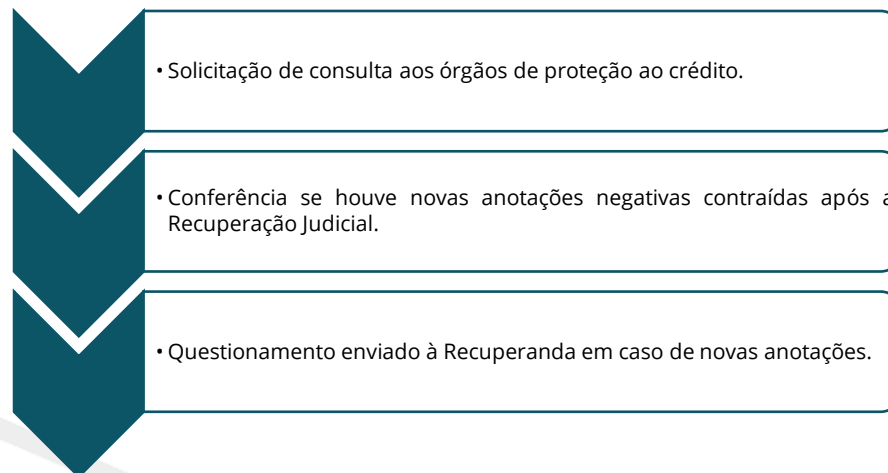 • Solicitação de consulta aos órgãos de proteção ao crédito.
• Conferência se houve novas anotações negativas contraídas após a
Recuperação Judicial.
• Questionamento enviado à Recuperanda em caso de novas anotações.